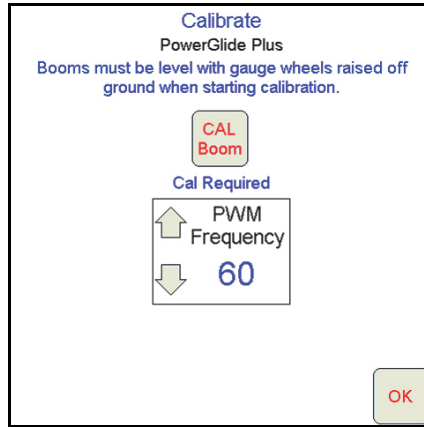 Calibrate
PowerGlide Plus
Booms must be level with gauge wheels raised off
ground when starting calibration.
CAL
Boom
Cal Required
PWM
Frequency
60
OK